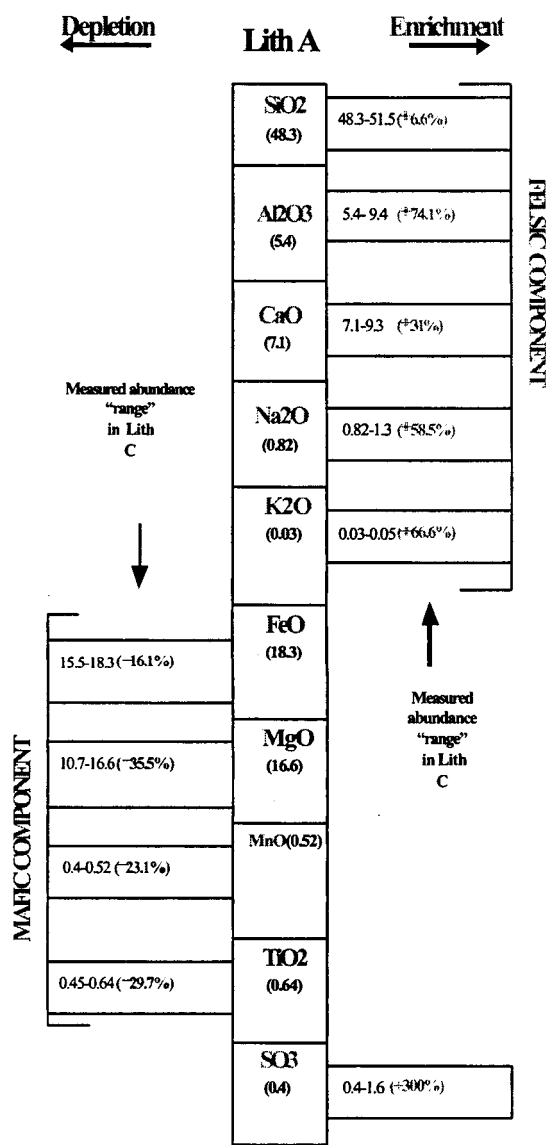 Depletion
Lith A
Enrichment
SiO2
(48.3)
48.3-51.5 (+6.6%)
Al2O3
(5.4)
5.4- 9.4 (+74.1%)
CaO
(7.1)
7.1-9.3 (+31%)
Na2O
(0.82)
0.82-1.3 (+58.5%)
K2O
(0.03)
0.03-0.05 (+66.6%)
FELSIC COMPONENT
Measured abundance
"range"
in Lith
C
FeO
(18.3)
15.5-18.3 (−16.1%)
MgO
(16.6)
10.7-16.6 (−35.5%)
MnO(0.52)
0.4-0.52 (−23.1%)
TiO2
(0.64)
0.45-0.64 (−29.7%)
MAFIC COMPONENT
Measured
abundance
"range"
in Lith
C
SO3
(0.4)
0.4-1.6 (+300%)